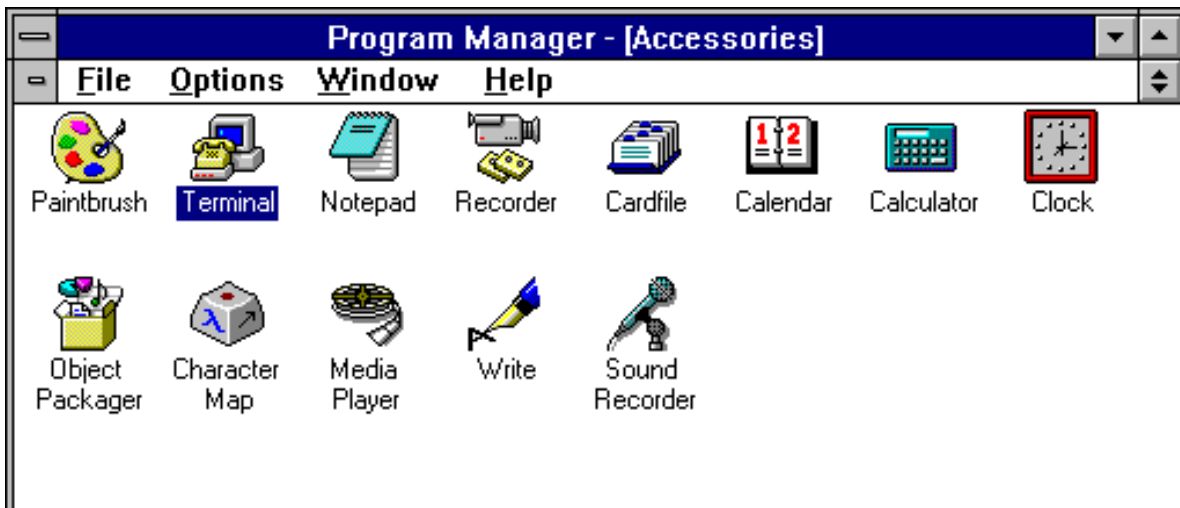 Program Manager - [Accessories]
File Options Window Help
Paintbrush Terminal Notepad Recorder Cardfile Calendar Calculator Clock
Object Packager
Character Map
Media Player
Write
Sound Recorder